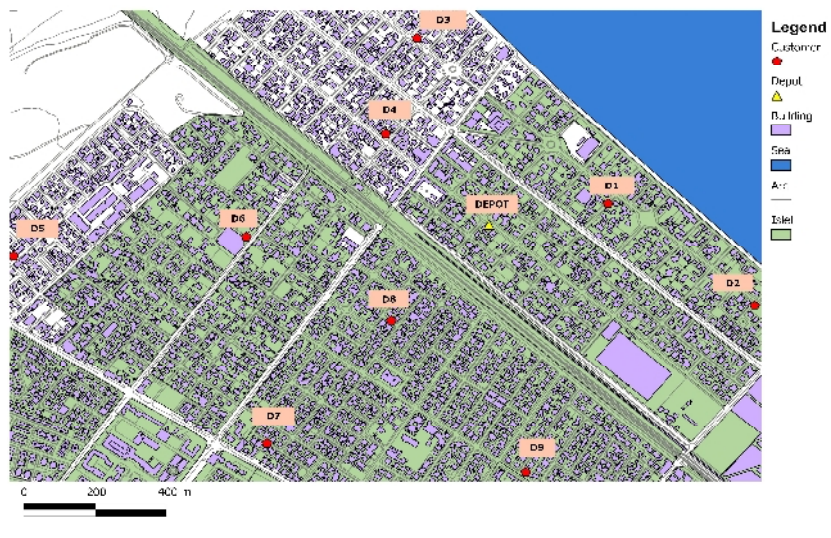 D3
Legend
Customer
D4
Depot
Building
Sea
D1
DEPOT
Arc
D6
D5
Islet
D2
D8
D7
D9
0 200 400 m